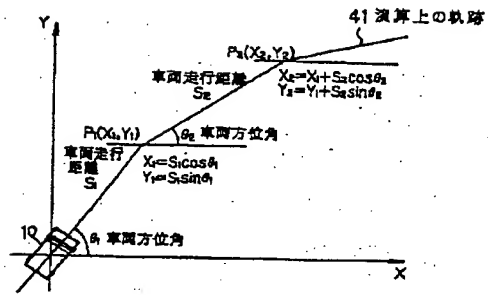 Y
41 演算上の軌跡
P₂(X₂,Y₂)
X₂=X₁+S₂cosθ₂
Y₂=Y₁+S₂sinθ₂
車両走行距離
S₂
P₁(X₁,Y₁)
θ₂ 車両方位角
車両走行
距離
S₁
X₁=S₁cosθ₁
Y₁=S₁sinθ₁
10
θ₁ 車両方位角
X